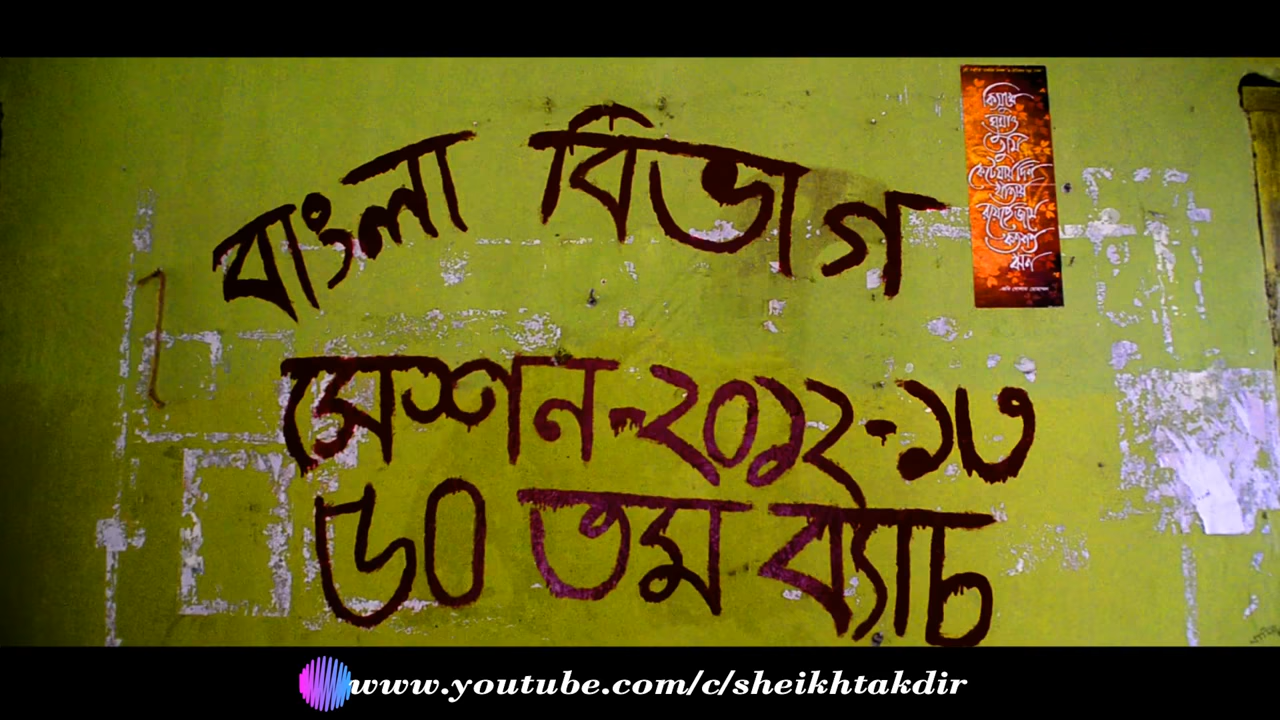 বাংলা বিভাগ
সেশন-২০১২-১৩
৬০ তম ব্যাচ
তুমি
কেটে যায় দিন
www.youtube.com/c/sheikhtakdir